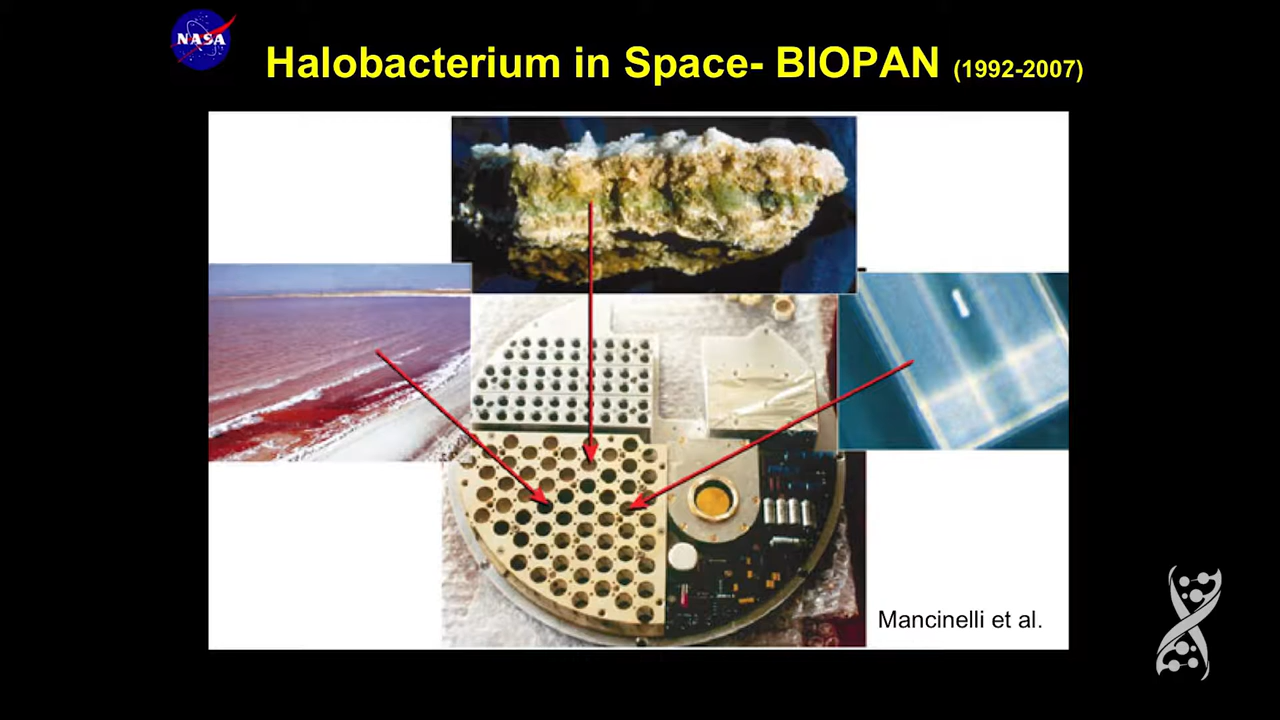 NASA
Halobacterium in Space- BIOPAN (1992-2007)
Mancinelli et al.